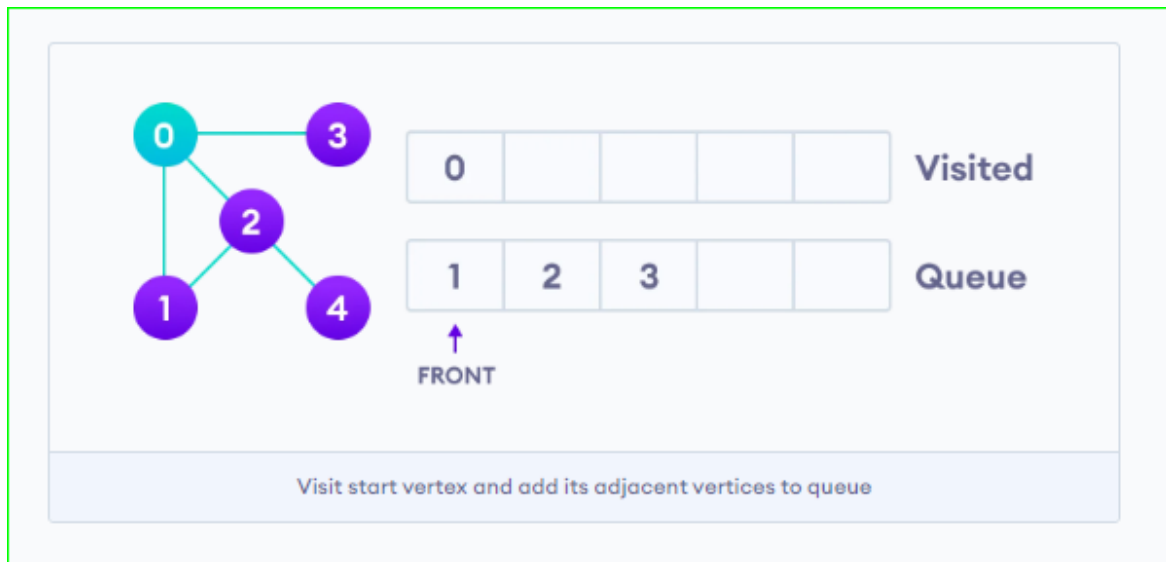 0 3
0 Visited
2
1 2 3 Queue
1 4
FRONT
Visit start vertex and add its adjacent vertices to queue